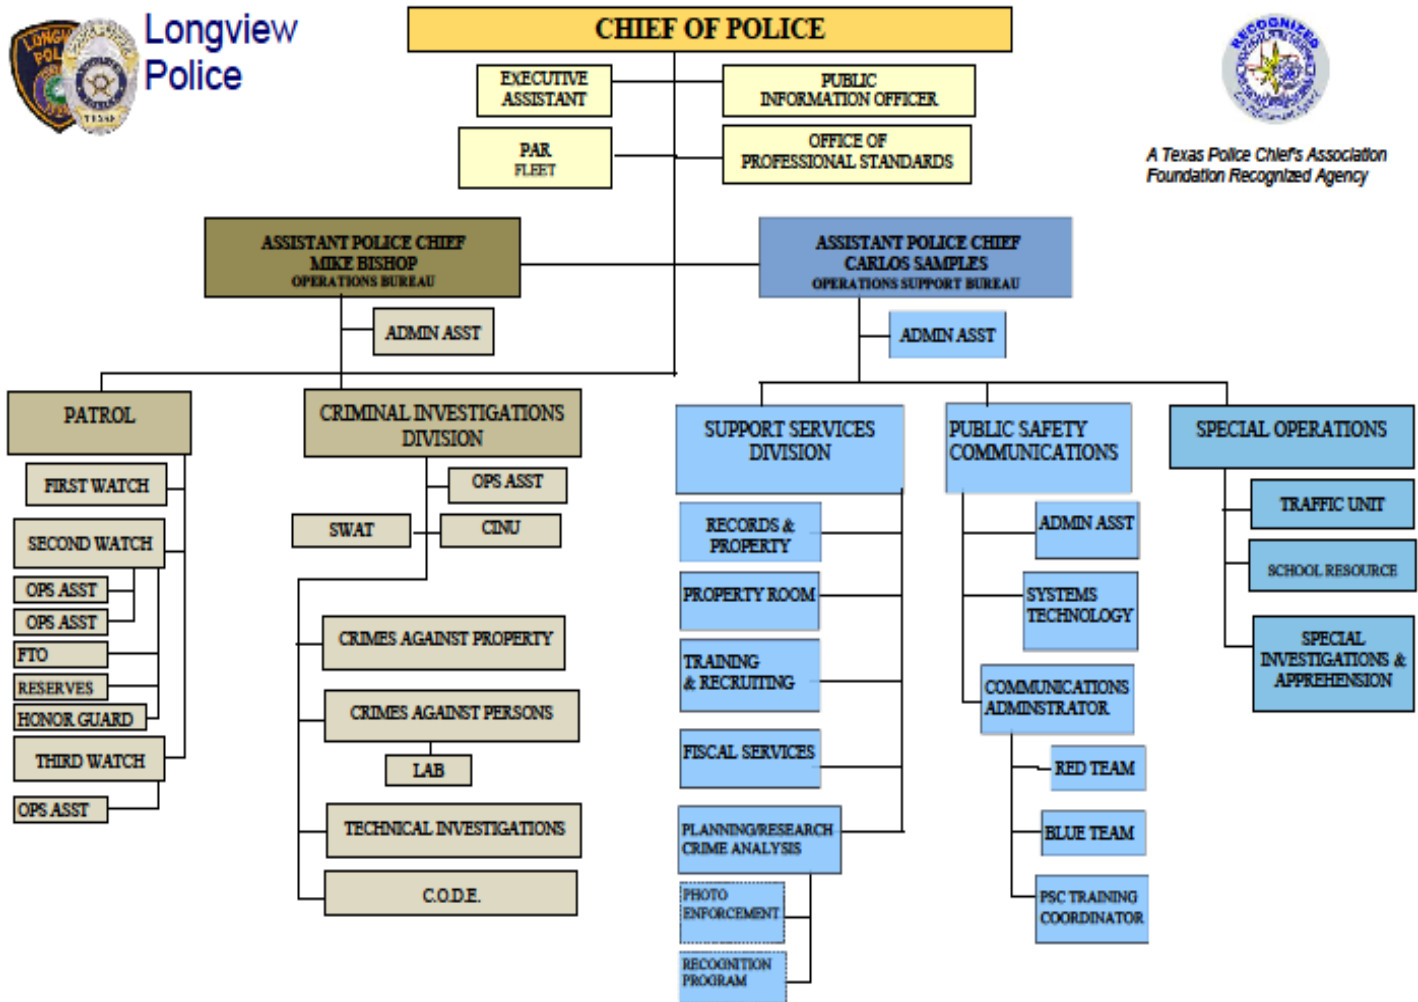 Longview
Police
CHIEF OF POLICE
EXECUTIVE
ASSISTANT
PUBLIC
INFORMATION OFFICER
PAR
FLEET
OFFICE OF
PROFESSIONAL STANDARDS
RECOGNIZED
A Texas Police Chief's Association
Foundation Recognized Agency
ASSISTANT POLICE CHIEF
MIKE BISHOP
OPERATIONS BUREAU
ASSISTANT POLICE CHIEF
CARLOS SAMPLES
OPERATIONS SUPPORT BUREAU
ADMIN ASST
ADMIN ASST
PATROL
FIRST WATCH
SECOND WATCH
OPS ASST
OPS ASST
FTO
RESERVES
HONOR GUARD
THIRD WATCH
OPS ASST
CRIMINAL INVESTIGATIONS
DIVISION
OPS ASST
SWAT
CINU
CRIMES AGAINST PROPERTY
CRIMES AGAINST PERSONS
LAB
TECHNICAL INVESTIGATIONS
C.O.D.E.
SUPPORT SERVICES
DIVISION
RECORDS &
PROPERTY
PROPERTY ROOM
TRAINING
& RECRUITING
FISCAL SERVICES
PLANNING/RESEARCH
CRIME ANALYSIS
PHOTO
ENFORCEMENT
RECOGNITION
PROGRAM
PUBLIC SAFETY
COMMUNICATIONS
ADMIN ASST
SYSTEMS
TECHNOLOGY
COMMUNICATIONS
ADMINSTRATOR
RED TEAM
BLUE TEAM
PSC TRAINING
COORDINATOR
SPECIAL OPERATIONS
TRAFFIC UNIT
SCHOOL RESOURCE
SPECIAL
INVESTIGATIONS &
APPREHENSION